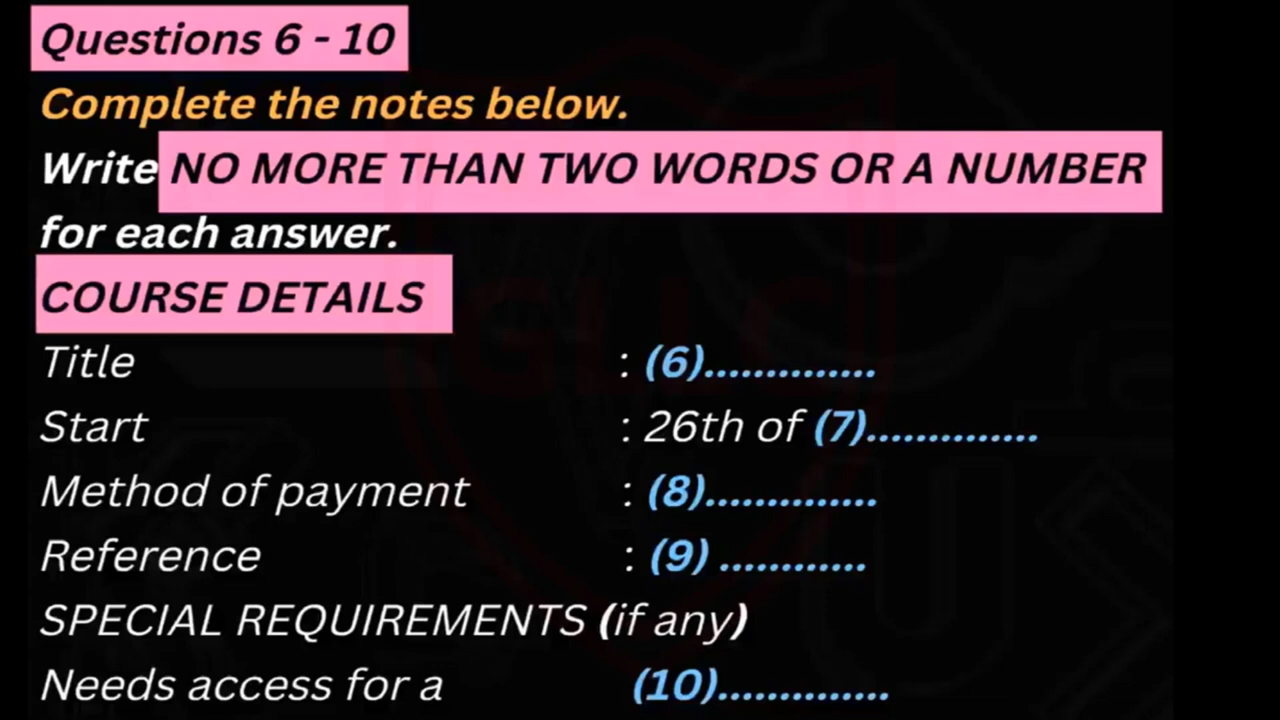 Questions 6 - 10
Complete the notes below.
Write NO MORE THAN TWO WORDS OR A NUMBER
for each answer.
COURSE DETAILS
Title : (6)..............
Start : 26th of (7)..............
Method of payment : (8)..............
Reference : (9) ............
SPECIAL REQUIREMENTS (if any)
Needs access for a (10)..............